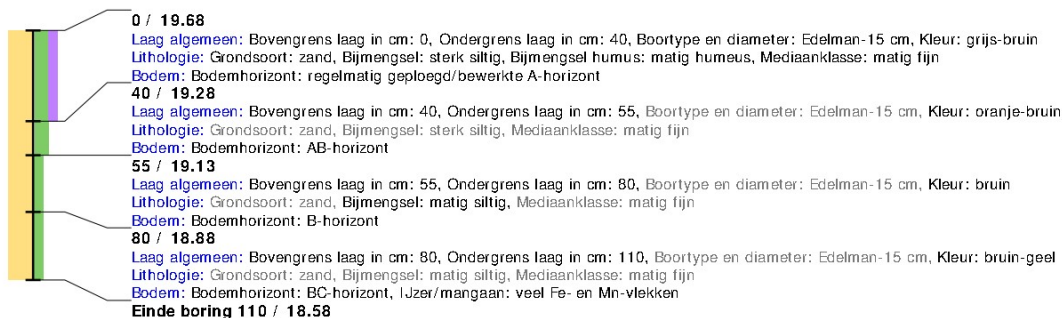 0 / 19.68
Laag algemeen: Bovengrens laag in cm: 0, Ondergrens laag in cm: 40, Boortype en diameter: Edelman-15 cm, Kleur: grijs-bruin
Lithologie: Grondsoort: zand, Bijmengsel: sterk siltig, Bijmengsel humus: matig humeus, Mediaanklasse: matig fijn
Bodem: Bodemhorizont: regelmatig geploegd/bewerkte A-horizont
40 / 19.28
Laag algemeen: Bovengrens laag in cm: 40, Ondergrens laag in cm: 55, Boortype en diameter: Edelman-15 cm, Kleur: oranje-bruin
Lithologie: Grondsoort: zand, Bijmengsel: sterk siltig, Mediaanklasse: matig fijn
Bodem: Bodemhorizont: AB-horizont
55 / 19.13
Laag algemeen: Bovengrens laag in cm: 55, Ondergrens laag in cm: 80, Boortype en diameter: Edelman-15 cm, Kleur: bruin
Lithologie: Grondsoort: zand, Bijmengsel: matig siltig, Mediaanklasse: matig fijn
Bodem: Bodemhorizont: B-horizont
80 / 18.88
Laag algemeen: Bovengrens laag in cm: 80, Ondergrens laag in cm: 110, Boortype en diameter: Edelman-15 cm, Kleur: bruin-geel
Lithologie: Grondsoort: zand, Bijmengsel: matig siltig, Mediaanklasse: matig fijn
Bodem: Bodemhorizont: BC-horizont, IJzer/mangaan: veel Fe- en Mn-vlekken
Einde boring 110 / 18.58